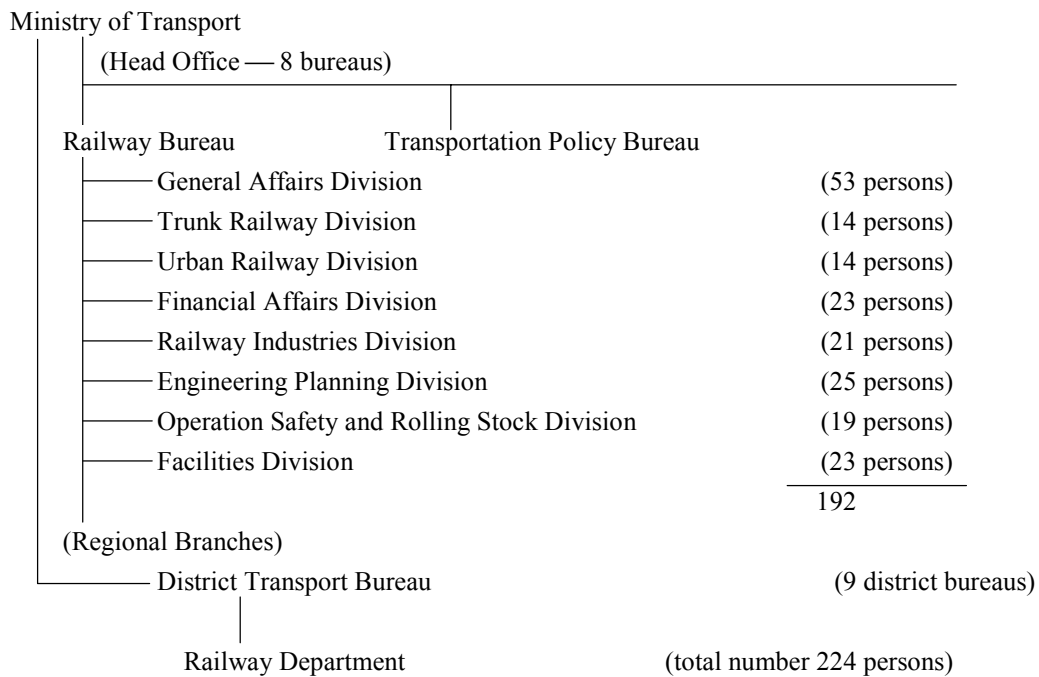 Ministry of Transport
(Head Office — 8 bureaus)
Railway Bureau Transportation Policy Bureau
General Affairs Division (53 persons)
Trunk Railway Division (14 persons)
Urban Railway Division (14 persons)
Financial Affairs Division (23 persons)
Railway Industries Division (21 persons)
Engineering Planning Division (25 persons)
Operation Safety and Rolling Stock Division (19 persons)
Facilities Division (23 persons)
192
(Regional Branches)
District Transport Bureau (9 district bureaus)
Railway Department (total number 224 persons)